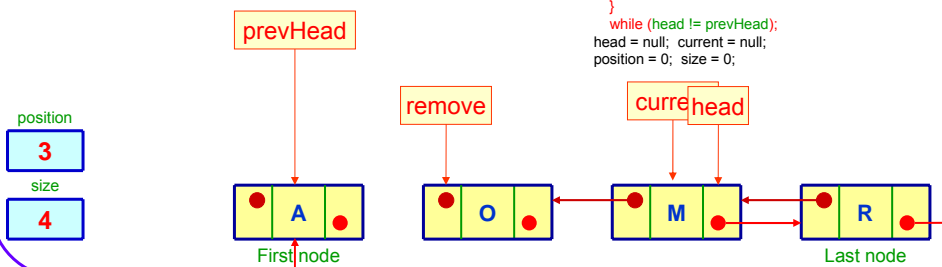 }
while (head != prevHead);
head = null;  current = null;
position = 0;  size = 0;
prevHead
remove
curre
head
position
3
size
4
A
O
M
R
First node
Last node